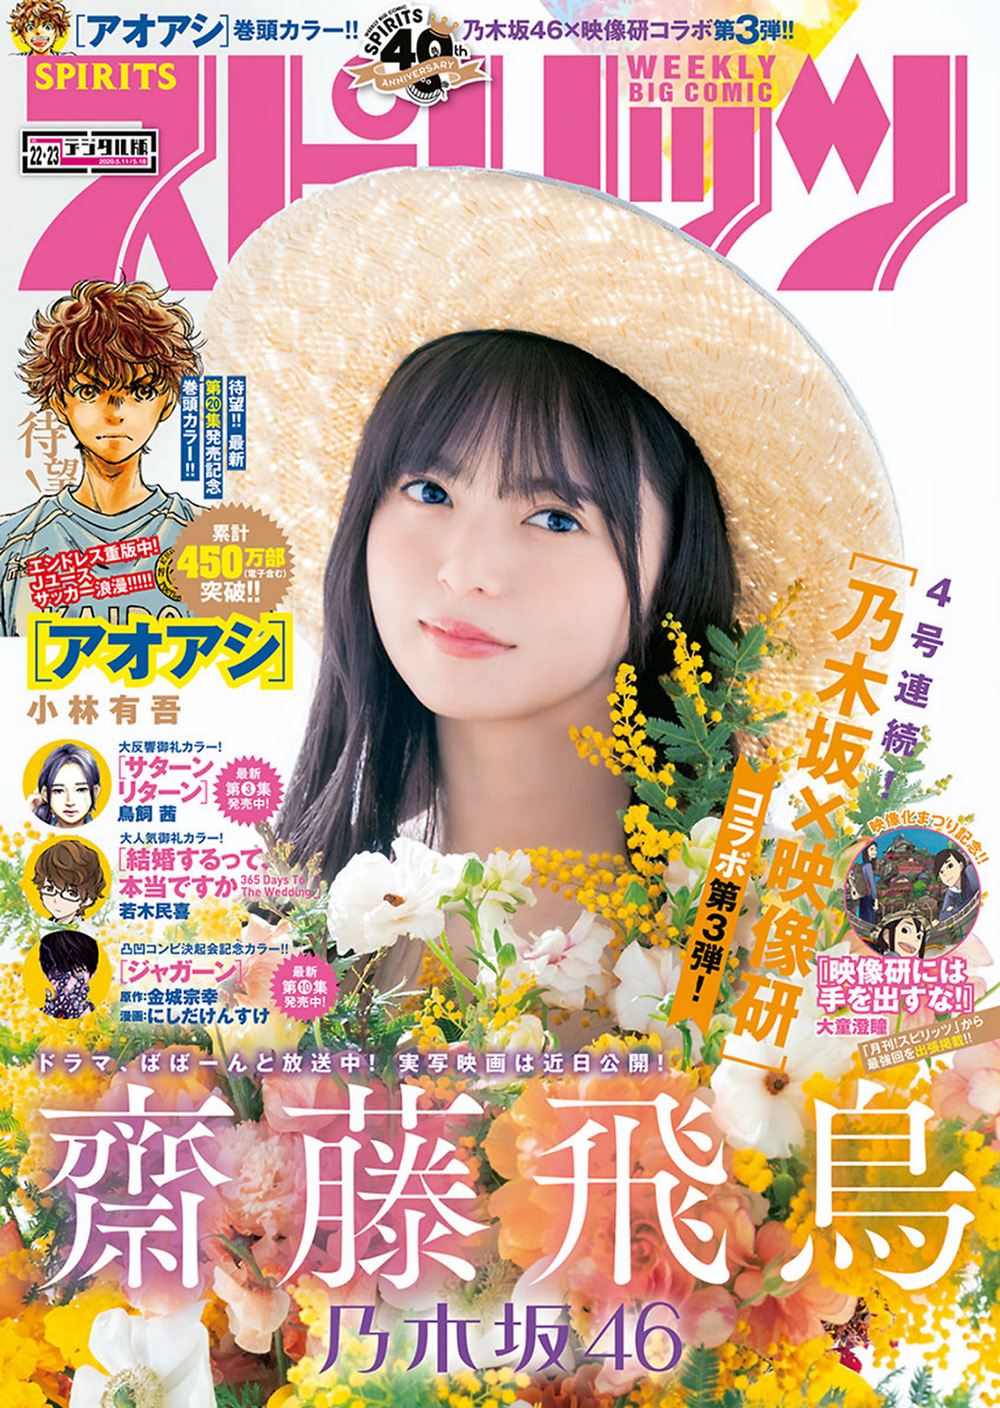 [アオアシ]巻頭カラー!!
SPIRITS
40th
ANNIVERSARY
乃木坂46×映像研コラボ第3弾!!
SPIRITS
WEEKLY
BIG COMIC
スピリッツ
22・23
デジタル版
2020.5.11/5.18
待望!
待望!!最新
第20集発売記念
巻頭カラー!!
エンドレス重版中!
Jユース
サッカー浪漫!!!!!
累計
450万部
(電子含む)
突破!!
[アオアシ]
小林有吾
大反響御礼カラー!
[サターン
リターン]
鳥飼 茜
最新
第3集
発売中!
大人気御礼カラー!
[結婚するって、
本当ですか
365 Days To
The Wedding]
若木民喜
凸凹コンビ決起会記念カラー!!
[ジャガーン]
原作:金城宗幸
漫画:にしだけんすけ
最新
第10集
発売中!
4号連続!
[乃木坂×映像研]
コラボ第3弾!
映像化まつり記念!!
『映像研には
手を出すな!』
大童澄瞳
「月刊!スピリッツ」から
最強回を出張掲載!!
ドラマ、ばばーんと放送中! 実写映画は近日公開!
齋藤飛鳥
乃木坂46